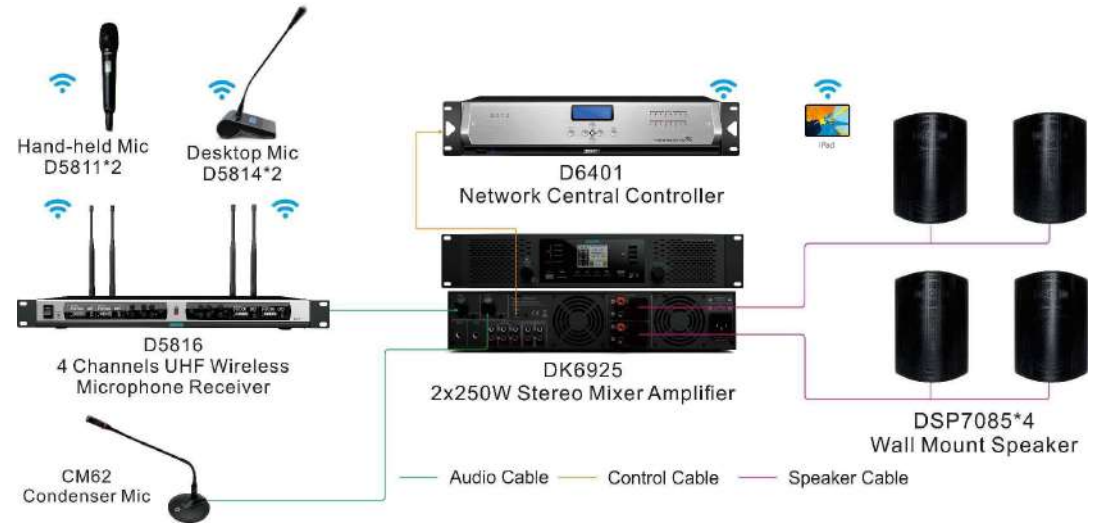 Hand-held Mic
D5811*2
Desktop Mic
D5814*2
D6401
Network Central Controller
iPad
D5816
4 Channels UHF Wireless
Microphone Receiver
DK6925
2x250W Stereo Mixer Amplifier
DSP7085*4
Wall Mount Speaker
CM62
Condenser Mic
Audio Cable
Control Cable
Speaker Cable